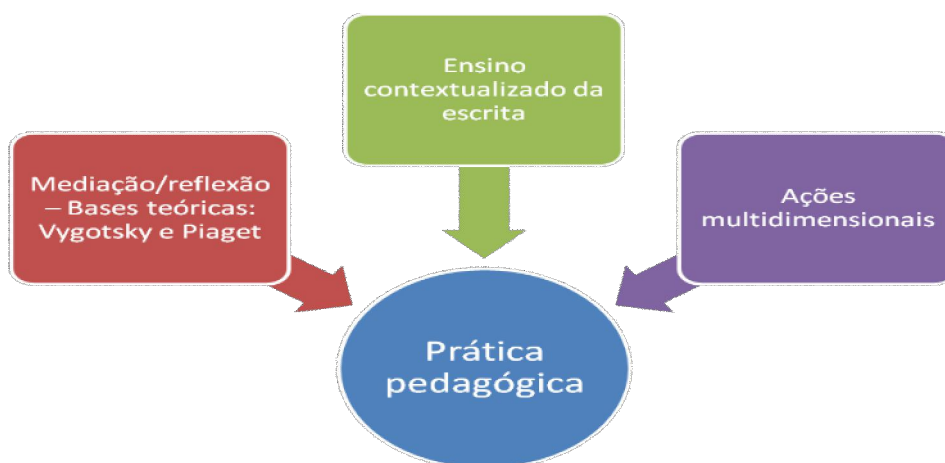 Ensino
contextualizado da
escrita
Mediação/reflexão
– Bases teóricas:
Vygotsky e Piaget
Ações
multidimensionais
Prática
pedagógica